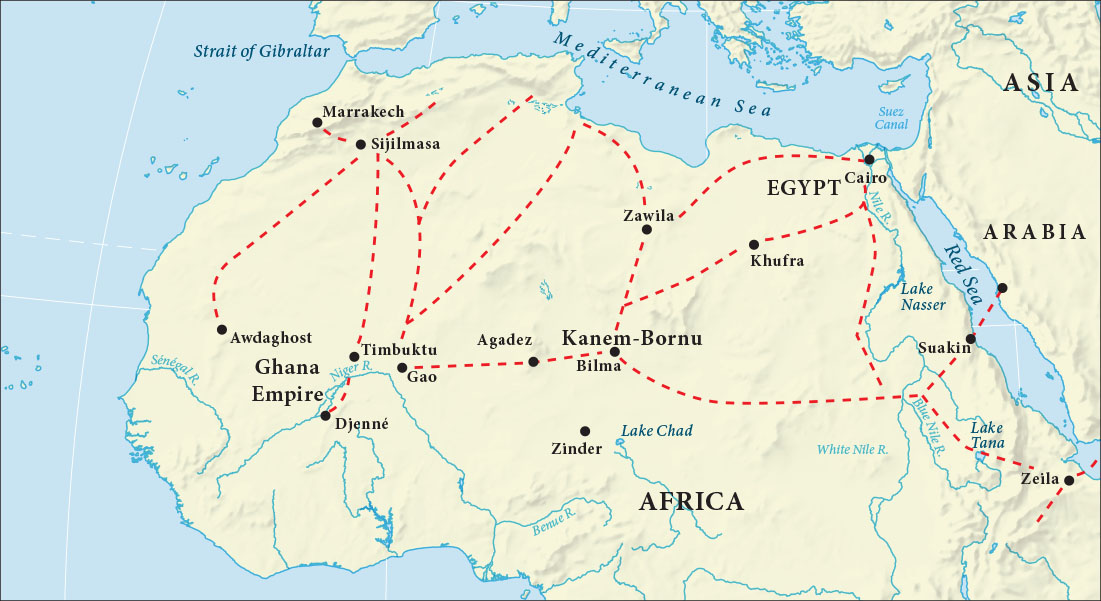 Strait of Gibraltar
Mediterranean Sea
ASIA
Marrakech
Suez
Canal
Sijilmasa
Cairo
EGYPT
Nile R.
Zawila
ARABIA
Khufra
Red Sea
Lake
Nasser
Awdaghost
Agadez
Kanem-Bornu
Timbuktu
Suakin
Sénégal R.
Ghana
Empire
Niger R.
Gao
Bilma
Djenné
Blue Nile R.
Lake Chad
Lake
Tana
Zinder
White Nile R.
Zeila
AFRICA
Benue R.